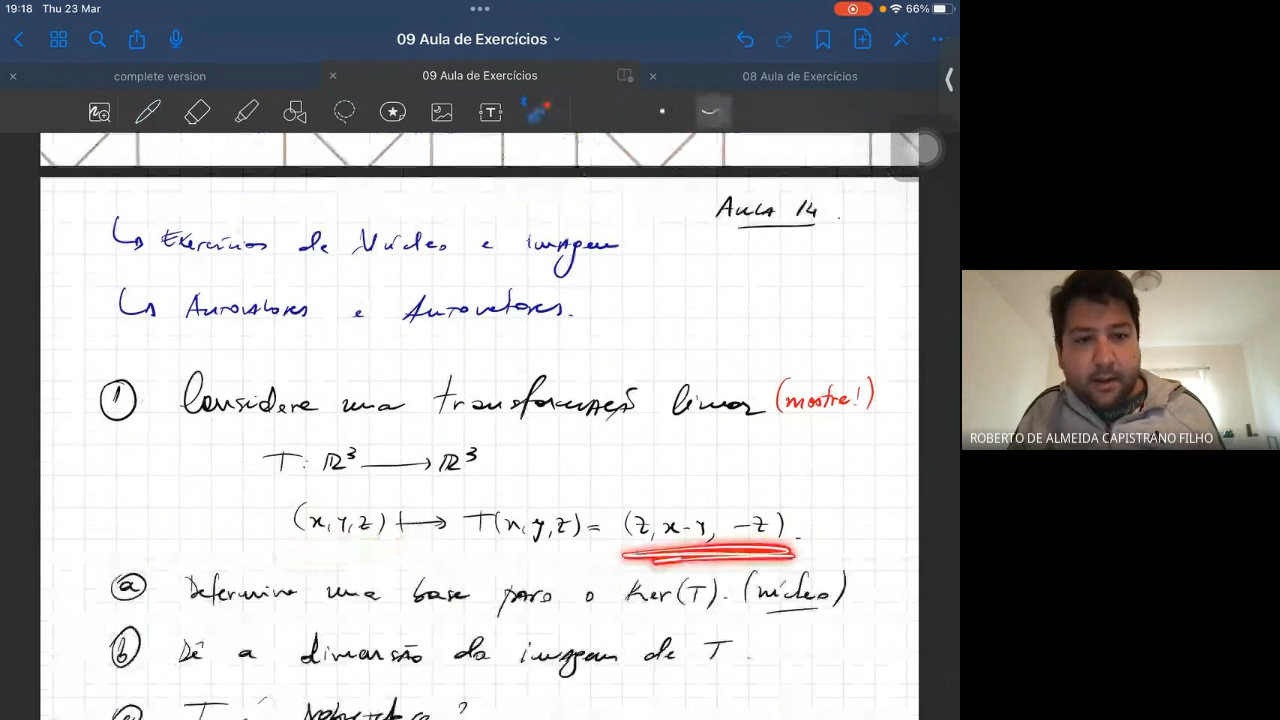 19:18 Thu 23 Mar
66%
09 Aula de Exercícios
complete version
09 Aula de Exercícios
08 Aula de Exercícios
AULA 14.
↳ Exercícios de Núcleo e imagem
↳ Autovalores e Autovetores.
① Considere uma transformação linear (mostre!)
T: ℝ³ ⟶ ℝ³
(x,y,z) ⟼ T(x,y,z) = (z, x-y, -z).
ⓐ Determine uma base para o Ker(T). (núcleo)
ⓑ Dê a dimensão da imagem de T.
T é sobrejetora?
ROBERTO DE ALMEIDA CAPISTRANO FILHO